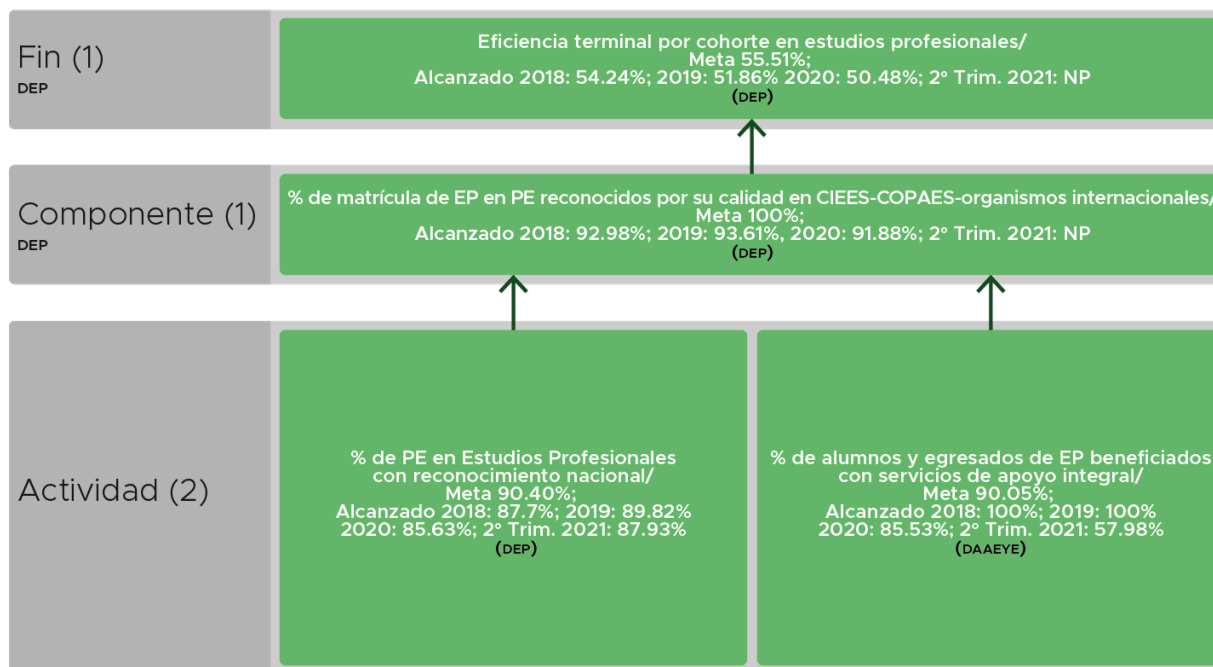 Fin (1)
DEP
Eficiencia terminal por cohorte en estudios profesionales/
Meta 55.51%;
Alcanzado 2018: 54.24%; 2019: 51.86% 2020: 50.48%; 2° Trim. 2021: NP
(DEP)
Componente (1)
DEP
% de matrícula de EP en PE reconocidos por su calidad en CIEES-COPAES-organismos internacionales/
Meta 100%;
Alcanzado 2018: 92.98%; 2019: 93.61%, 2020: 91.88%; 2° Trim. 2021: NP
(DEP)
Actividad (2)
% de PE en Estudios Profesionales
con reconocimiento nacional/
Meta 90.40%;
Alcanzado 2018: 87.7%; 2019: 89.82%
2020: 85.63%; 2° Trim. 2021: 87.93%
(DEP)
% de alumnos y egresados de EP beneficiados
con servicios de apoyo integral/
Meta 90.05%;
Alcanzado 2018: 100%; 2019: 100%
2020: 85.53%; 2° Trim. 2021: 57.98%
(DAAEYE)